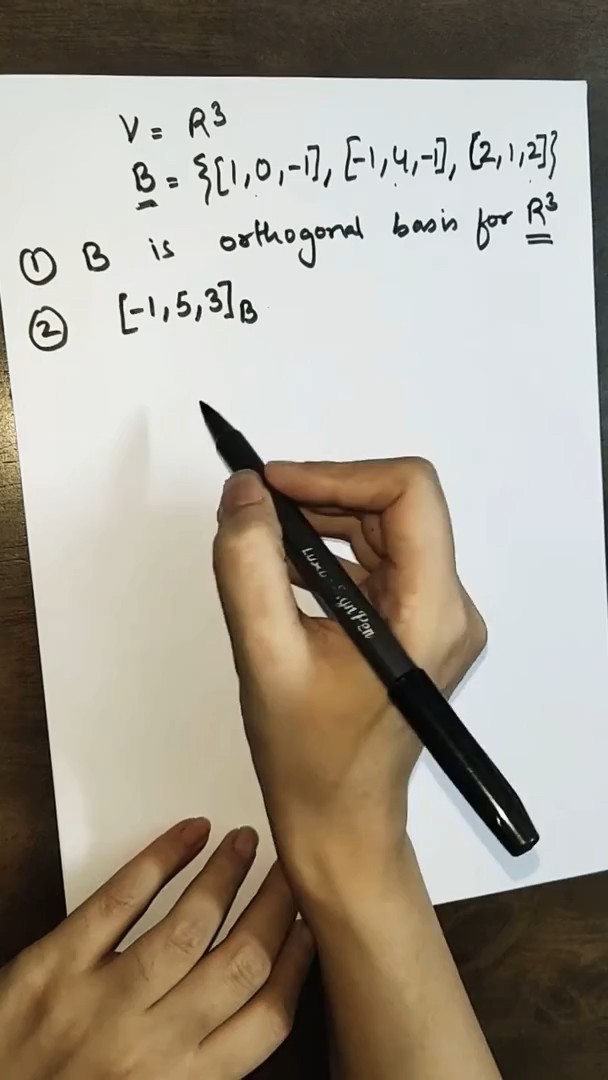 V = R³
B = {[1, 0, -1], [-1, 4, -1], [2, 1, 2]}
① B is orthogonal basis for R³
② [-1, 5, 3]B
Pen